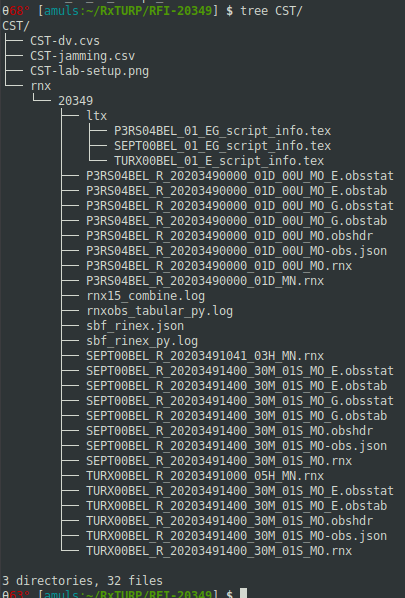 θ68° [amuls:~/RxTURP/RFI-20349] $ tree CST/
CST/
├── CST-dv.cvs
├── CST-jamming.csv
├── CST-lab-setup.png
└── rnx
    └── 20349
        ├── ltx
        │   ├── P3RS04BEL_01_EG_script_info.tex
        │   ├── SEPT00BEL_01_EG_script_info.tex
        │   └── TURX00BEL_01_E_script_info.tex
        ├── P3RS04BEL_R_20203490000_01D_00U_MO_E.obsstat
        ├── P3RS04BEL_R_20203490000_01D_00U_MO_E.obstab
        ├── P3RS04BEL_R_20203490000_01D_00U_MO_G.obsstat
        ├── P3RS04BEL_R_20203490000_01D_00U_MO_G.obstab
        ├── P3RS04BEL_R_20203490000_01D_00U_MO.obshdr
        ├── P3RS04BEL_R_20203490000_01D_00U_MO-obs.json
        ├── P3RS04BEL_R_20203490000_01D_00U_MO.rnx
        ├── P3RS04BEL_R_20203490000_01D_MN.rnx
        ├── rnx15_combine.log
        ├── rnxobs_tabular_py.log
        ├── sbf_rinex.json
        ├── sbf_rinex_py.log
        ├── SEPT00BEL_R_20203491041_03H_MN.rnx
        ├── SEPT00BEL_R_20203491400_30M_01S_MO_E.obsstat
        ├── SEPT00BEL_R_20203491400_30M_01S_MO_E.obstab
        ├── SEPT00BEL_R_20203491400_30M_01S_MO_G.obsstat
        ├── SEPT00BEL_R_20203491400_30M_01S_MO_G.obstab
        ├── SEPT00BEL_R_20203491400_30M_01S_MO.obshdr
        ├── SEPT00BEL_R_20203491400_30M_01S_MO-obs.json
        ├── SEPT00BEL_R_20203491400_30M_01S_MO.rnx
        ├── TURX00BEL_R_20203491000_05H_MN.rnx
        ├── TURX00BEL_R_20203491400_30M_01S_MO_E.obsstat
        ├── TURX00BEL_R_20203491400_30M_01S_MO_E.obstab
        ├── TURX00BEL_R_20203491400_30M_01S_MO.obshdr
        ├── TURX00BEL_R_20203491400_30M_01S_MO-obs.json
        └── TURX00BEL_R_20203491400_30M_01S_MO.rnx
3 directories, 32 files
θ63° [amuls:~/RxTURP/RFI-20349] $